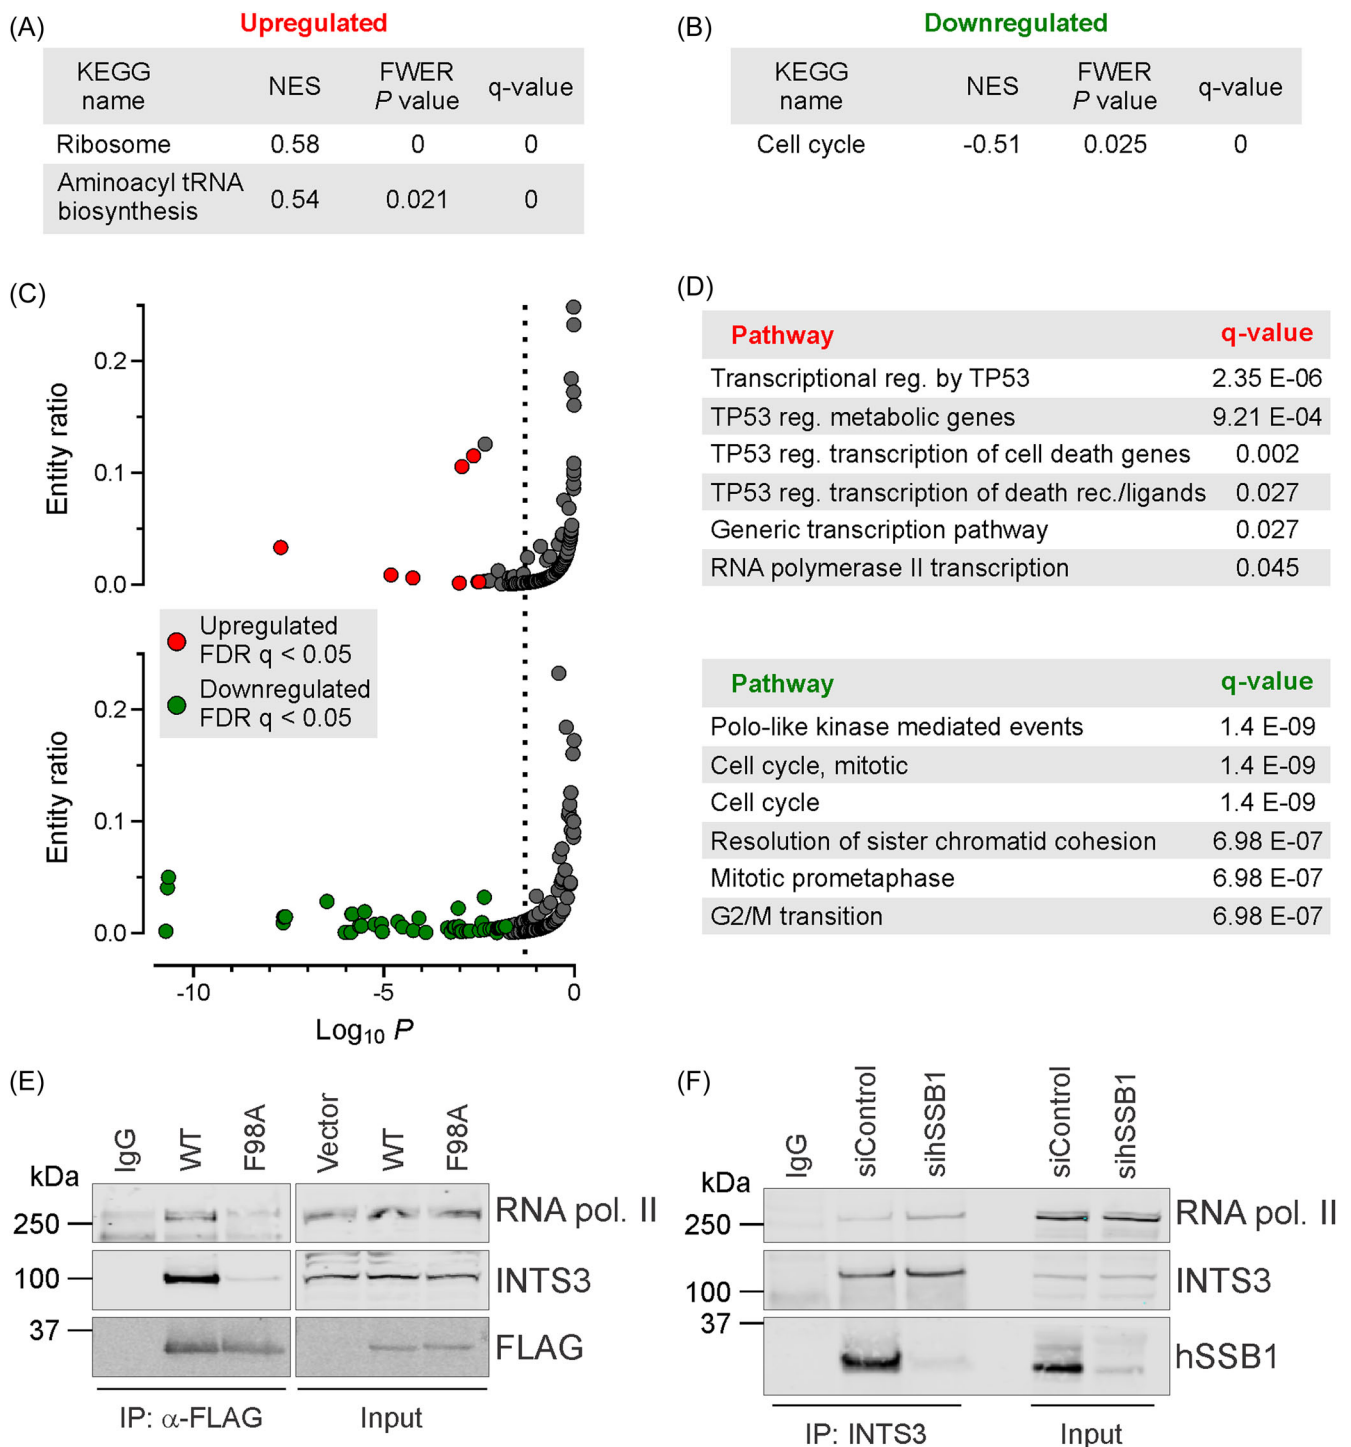 (A)
Upregulated
KEGG name NES FWER P value q-value
Ribosome 0.58 0 0
Aminoacyl tRNA biosynthesis 0.54 0.021 0
(B)
Downregulated
KEGG name NES FWER P value q-value
Cell cycle -0.51 0.025 0
(C)
Entity ratio
0.2
0.1
0.0
Upregulated
FDR q < 0.05
Downregulated
FDR q < 0.05
Entity ratio
0.2
0.1
0.0
-10 -5 0
Log10 P
(D)
Pathway q-value
Transcriptional reg. by TP53 2.35 E-06
TP53 reg. metabolic genes 9.21 E-04
TP53 reg. transcription of cell death genes 0.002
TP53 reg. transcription of death rec./ligands 0.027
Generic transcription pathway 0.027
RNA polymerase II transcription 0.045
Pathway q-value
Polo-like kinase mediated events 1.4 E-09
Cell cycle, mitotic 1.4 E-09
Cell cycle 1.4 E-09
Resolution of sister chromatid cohesion 6.98 E-07
Mitotic prometaphase 6.98 E-07
G2/M transition 6.98 E-07
(E)
IgG WT F98A Vector WT F98A
kDa
250 RNA pol. II
100 INTS3
37
FLAG
IP: α-FLAG Input
(F)
IgG siControl sihSSB1 siControl sihSSB1
kDa
250 RNA pol. II
100 INTS3
37
hSSB1
IP: INTS3 Input